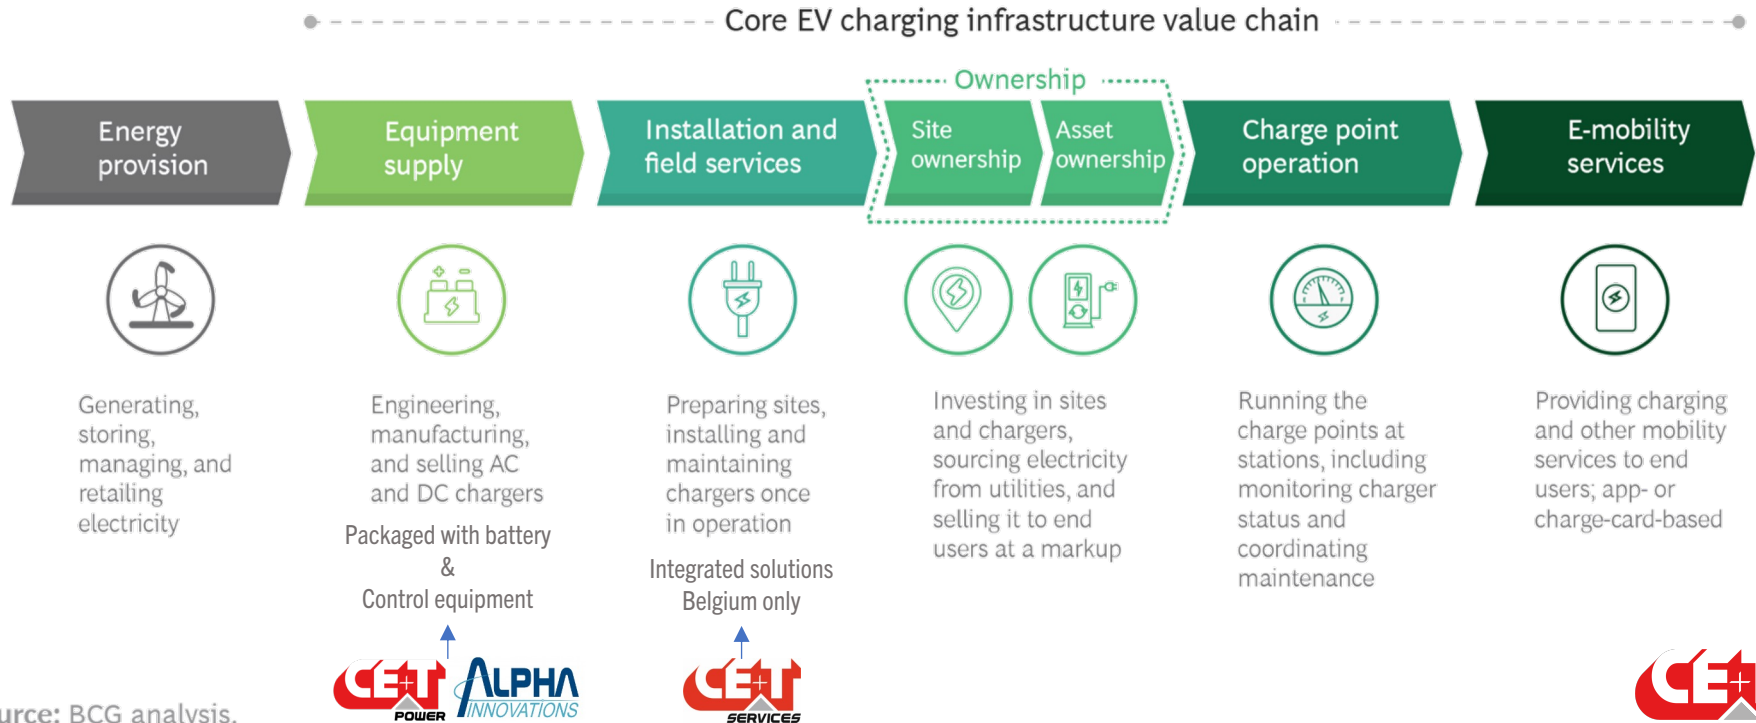 Core EV charging infrastructure value chain
Ownership
Energy
provision
Equipment
supply
Installation and
field services
Site
ownership
Asset
ownership
Charge point
operation
E-mobility
services
Generating,
storing,
managing, and
retailing
electricity
Engineering,
manufacturing,
and selling AC
and DC chargers
Packaged with battery
&
Control equipment
Preparing sites,
installing and
maintaining
chargers once
in operation
Integrated solutions
Belgium only
Investing in sites
and chargers,
sourcing electricity
from utilities, and
selling it to end
users at a markup
Running the
charge points at
stations, including
monitoring charger
status and
coordinating
maintenance
Providing charging
and other mobility
services to end
users; app- or
charge-card-based
CE+T
POWER
ALPHA
INNOVATIONS
CE+T
SERVICES
CE+
urce: BCG analysis.